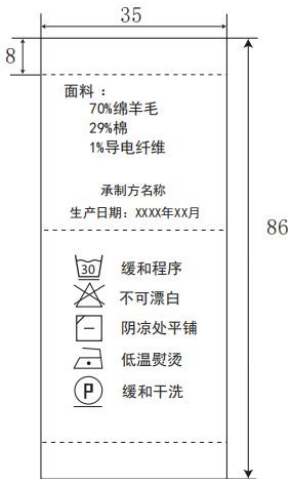 35
8
面料：
70%绵羊毛
29%棉
1%导电纤维
承制方名称
生产日期：XXXX年XX月
86
30 缓和程序
不可漂白
阴凉处平铺
低温熨烫
P 缓和干洗